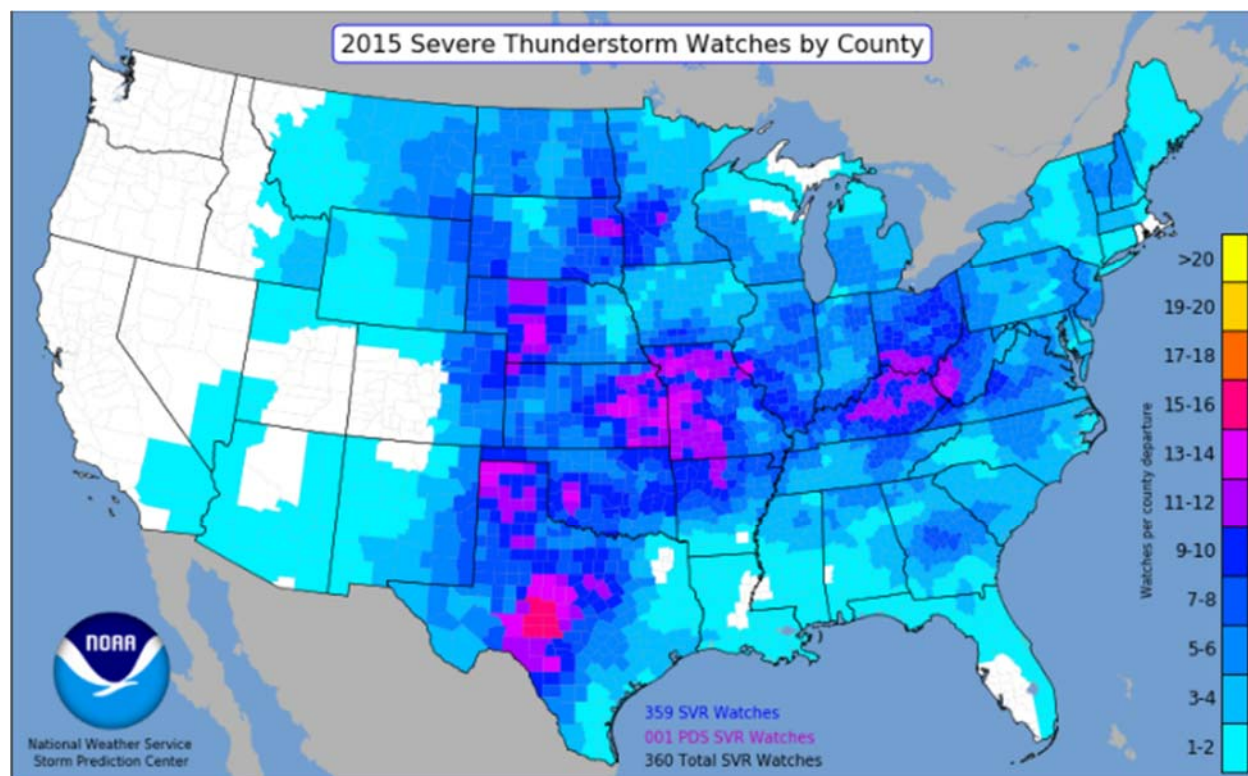 2015 Severe Thunderstorm Watches by County
>20
19-20
17-18
15-16
13-14
11-12
9-10
7-8
5-6
3-4
1-2
Watches per county departure
NOAA
National Weather Service
Storm Prediction Center
359 SVR Watches
001 PDS SVR Watches
360 Total SVR Watches